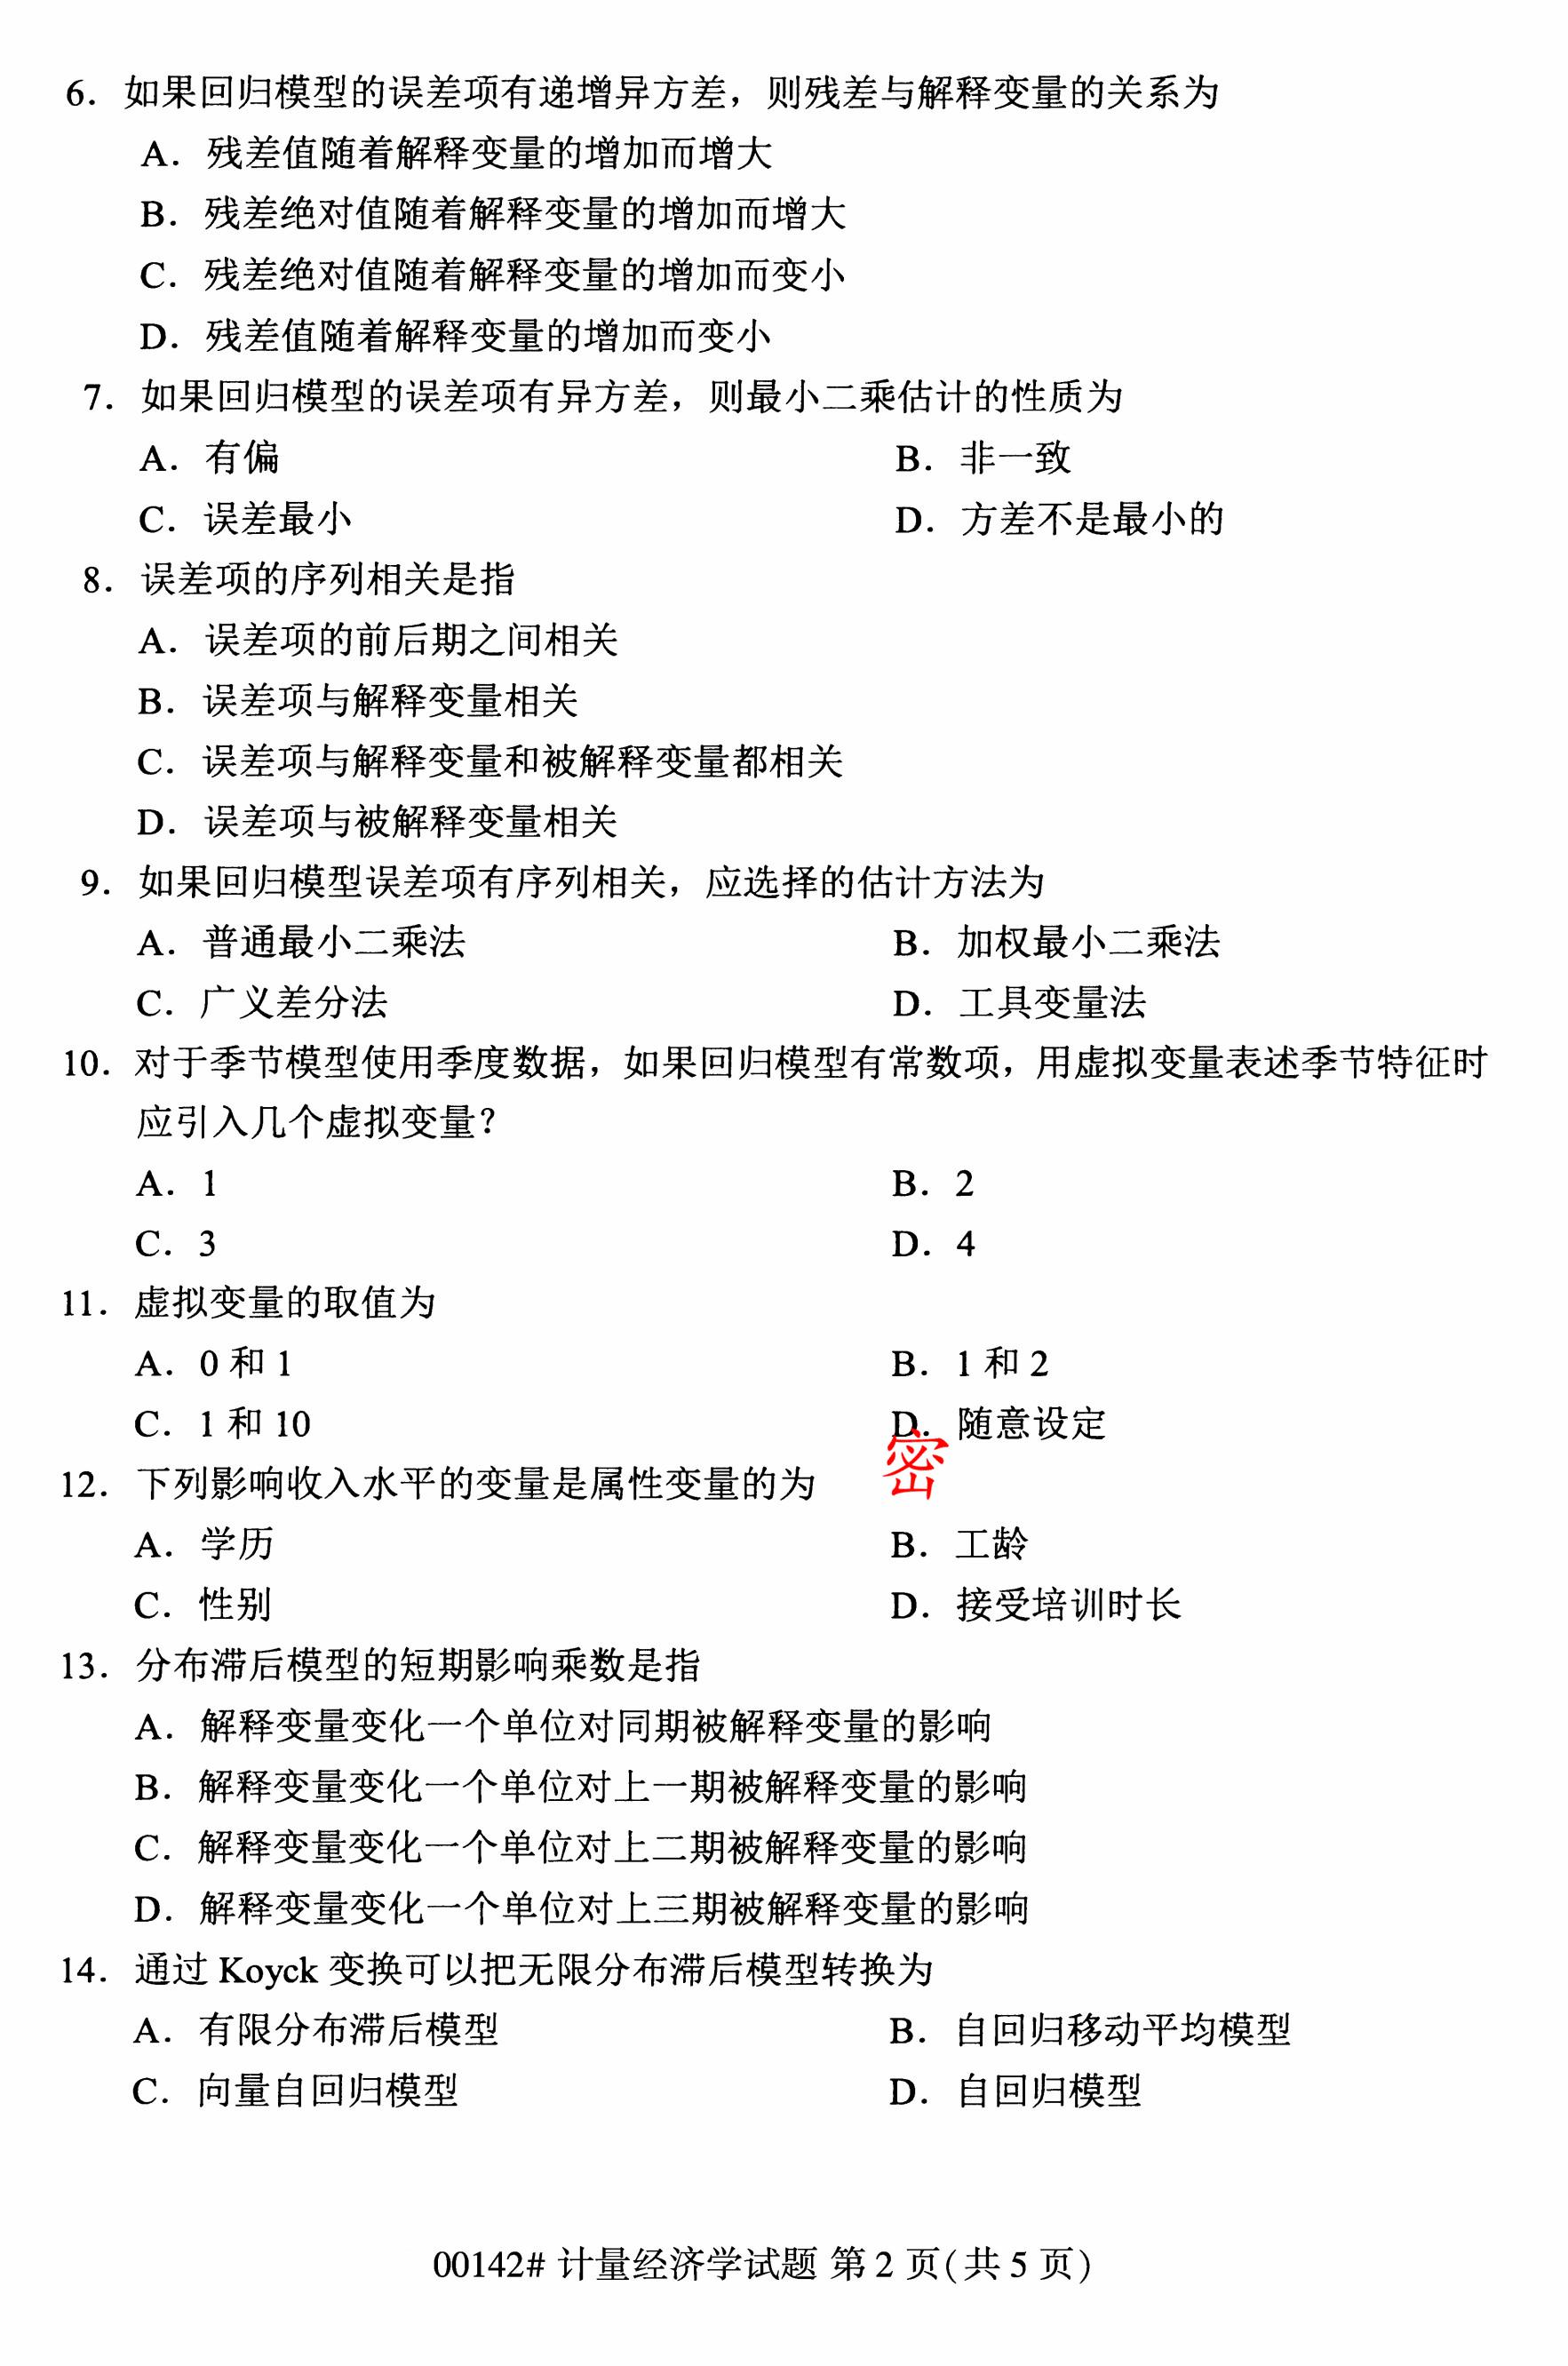 6. 如果回归模型的误差项有递增异方差，则残差与解释变量的关系为
A. 残差值随着解释变量的增加而增大
B. 残差绝对值随着解释变量的增加而增大
C. 残差绝对值随着解释变量的增加而变小
D. 残差值随着解释变量的增加而变小
7. 如果回归模型的误差项有异方差，则最小二乘估计的性质为
A. 有偏 B. 非一致
C. 误差最小 D. 方差不是最小的
8. 误差项的序列相关是指
A. 误差项的前后期之间相关
B. 误差项与解释变量相关
C. 误差项与解释变量和被解释变量都相关
D. 误差项与被解释变量相关
9. 如果回归模型误差项有序列相关，应选择的估计方法为
A. 普通最小二乘法 B. 加权最小二乘法
C. 广义差分法 D. 工具变量法
10. 对于季节模型使用季度数据，如果回归模型有常数项，用虚拟变量表述季节特征时
应引入几个虚拟变量？
A. 1 B. 2
C. 3 D. 4
11. 虚拟变量的取值为
A. 0 和 1 B. 1 和 2
C. 1 和 10 D. 随意设定
密
12. 下列影响收入水平的变量是属性变量的为
A. 学历 B. 工龄
C. 性别 D. 接受培训时长
13. 分布滞后模型的短期影响乘数是指
A. 解释变量变化一个单位对同期被解释变量的影响
B. 解释变量变化一个单位对上一期被解释变量的影响
C. 解释变量变化一个单位对上二期被解释变量的影响
D. 解释变量变化一个单位对上三期被解释变量的影响
14. 通过 Koyck 变换可以把无限分布滞后模型转换为
A. 有限分布滞后模型 B. 自回归移动平均模型
C. 向量自回归模型 D. 自回归模型
00142# 计量经济学试题 第 2 页(共 5 页)